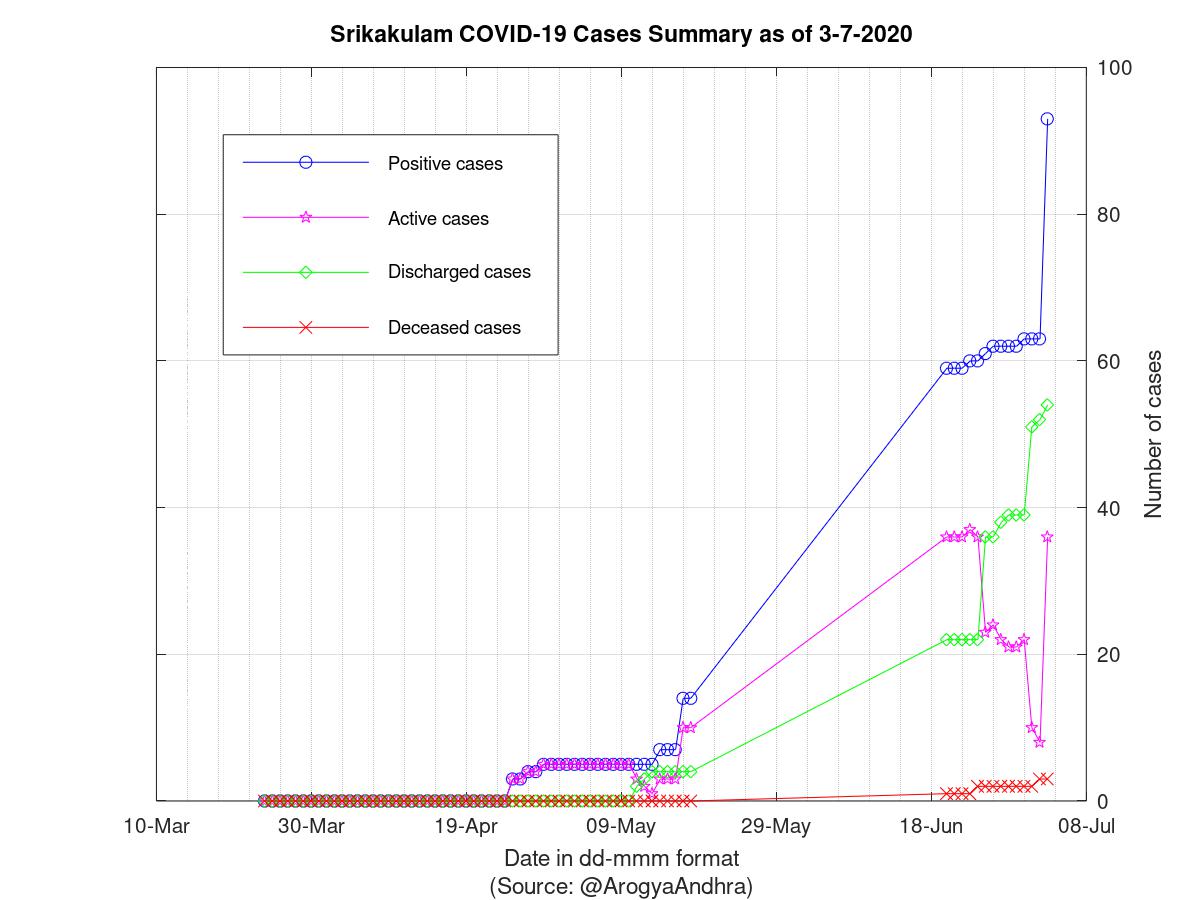 Srikakulam COVID-19 Cases Summary as of 3-7-2020
100
Positive cases
Active cases
80
Discharged cases
Deceased cases
60
Number of cases
40
20
0
10-Mar 30-Mar 19-Apr 09-May 29-May 18-Jun 08-Jul
Date in dd-mmm format
(Source: @ArogyaAndhra)